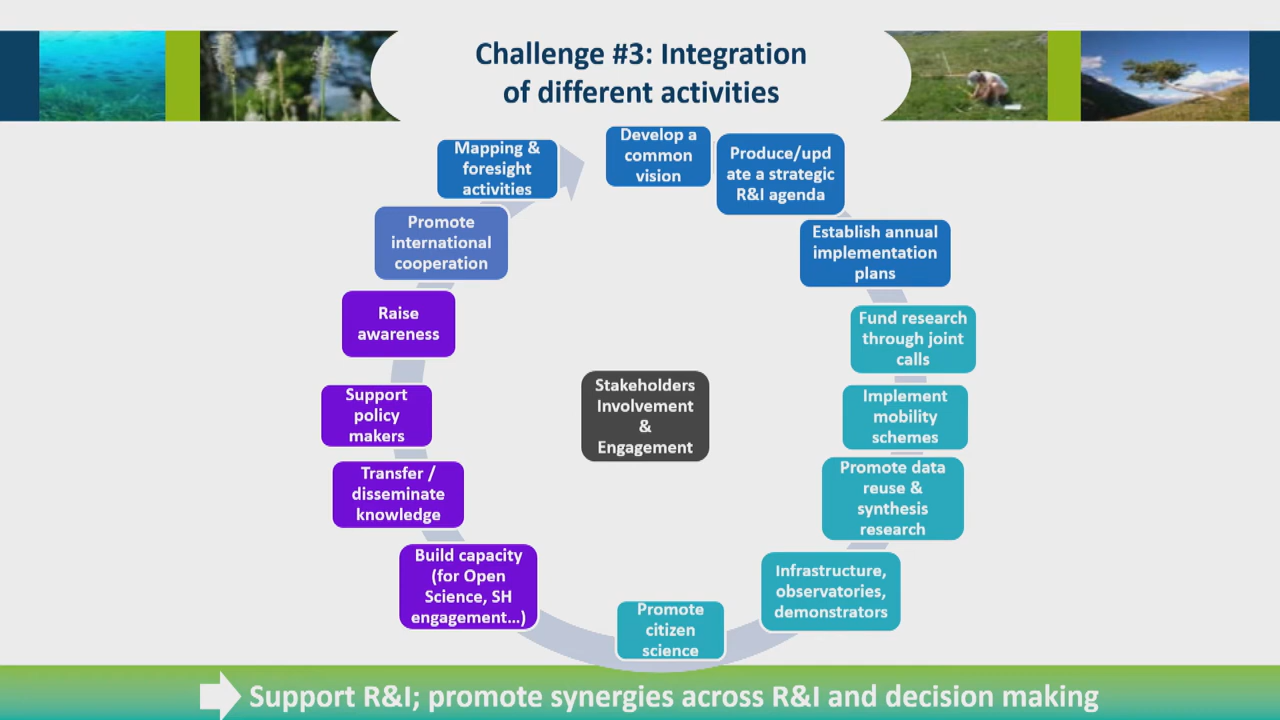 Challenge #3: Integration
of different activities
Develop a
common
vision
Produce/upd
ate a strategic
R&I agenda
Establish annual
implementation
plans
Fund research
through joint
calls
Implement
mobility
schemes
Promote data
reuse &
synthesis
research
Infrastructure,
observatories,
demonstrators
Promote
citizen
science
Build capacity
(for Open
Science, SH
engagement...)
Transfer /
disseminate
knowledge
Support
policy
makers
Raise
awareness
Promote
international
cooperation
Mapping &
foresight
activities
Stakeholders
Involvement
&
Engagement
Support R&I; promote synergies across R&I and decision making